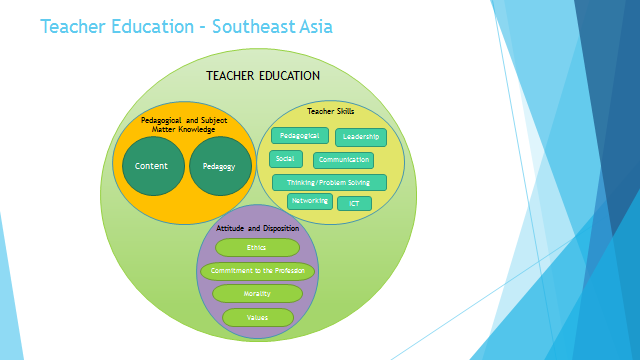 Teacher Education – Southeast Asia
TEACHER EDUCATION
Pedagogical and Subject
Matter Knowledge
Content
Pedagogy
Teacher Skills
Pedagogical
Leadership
Social
Communication
Thinking/Problem Solving
Networking
ICT
Attitude and Disposition
Ethics
Commitment to the Profession
Morality
Values